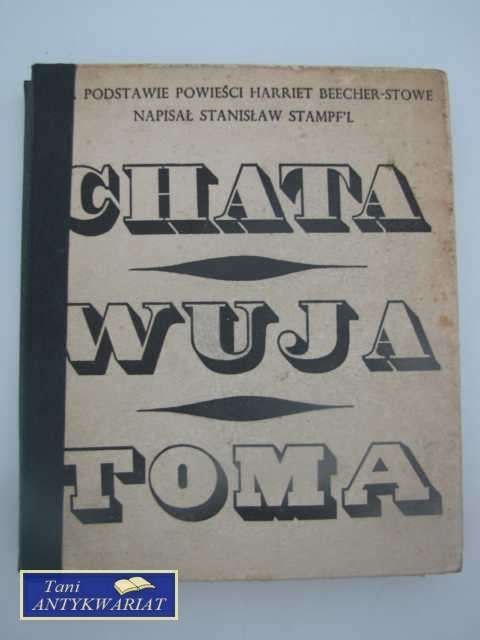 . PODSTAWIE POWIEŚCI HARRIET BEECHER-STOWE
NAPISAŁ STANISŁAW STAMPF'L
CHATA
WUJA
TOMA
Tani
ANTYKWARIAT